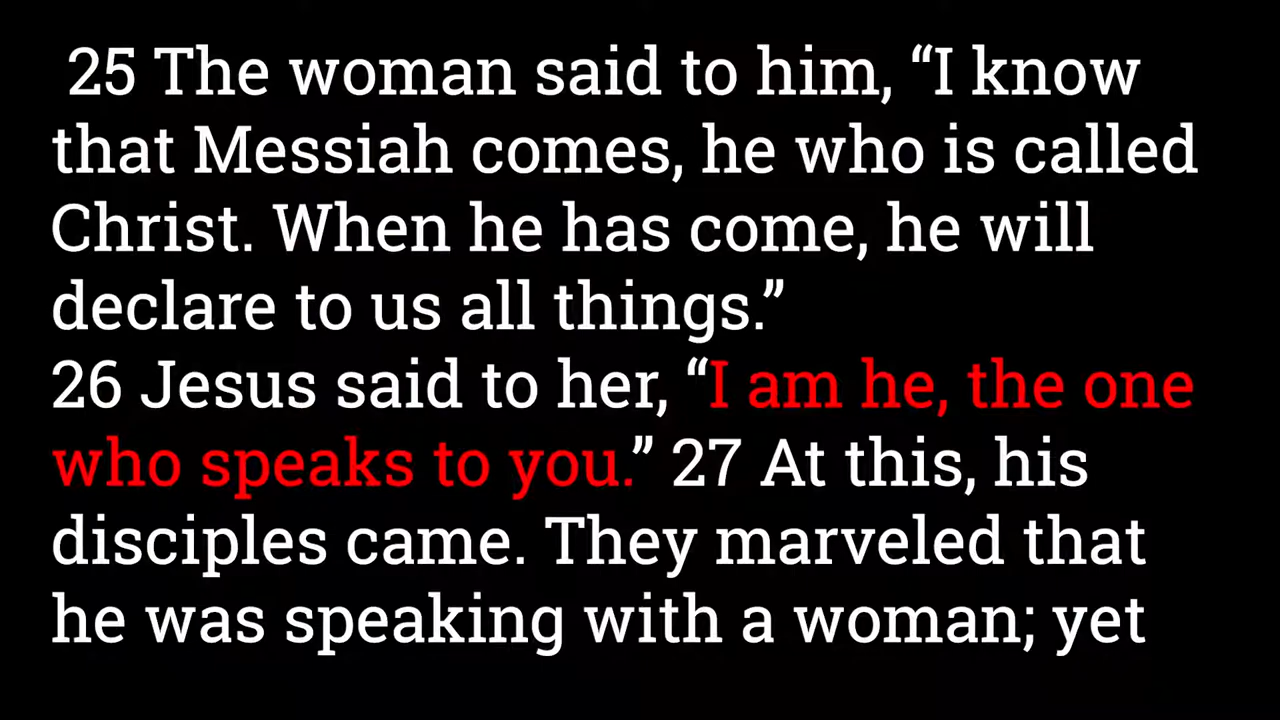 25 The woman said to him, “I know
that Messiah comes, he who is called
Christ. When he has come, he will
declare to us all things.”
26 Jesus said to her, “I am he, the one
who speaks to you.” 27 At this, his
disciples came. They marveled that
he was speaking with a woman; yet